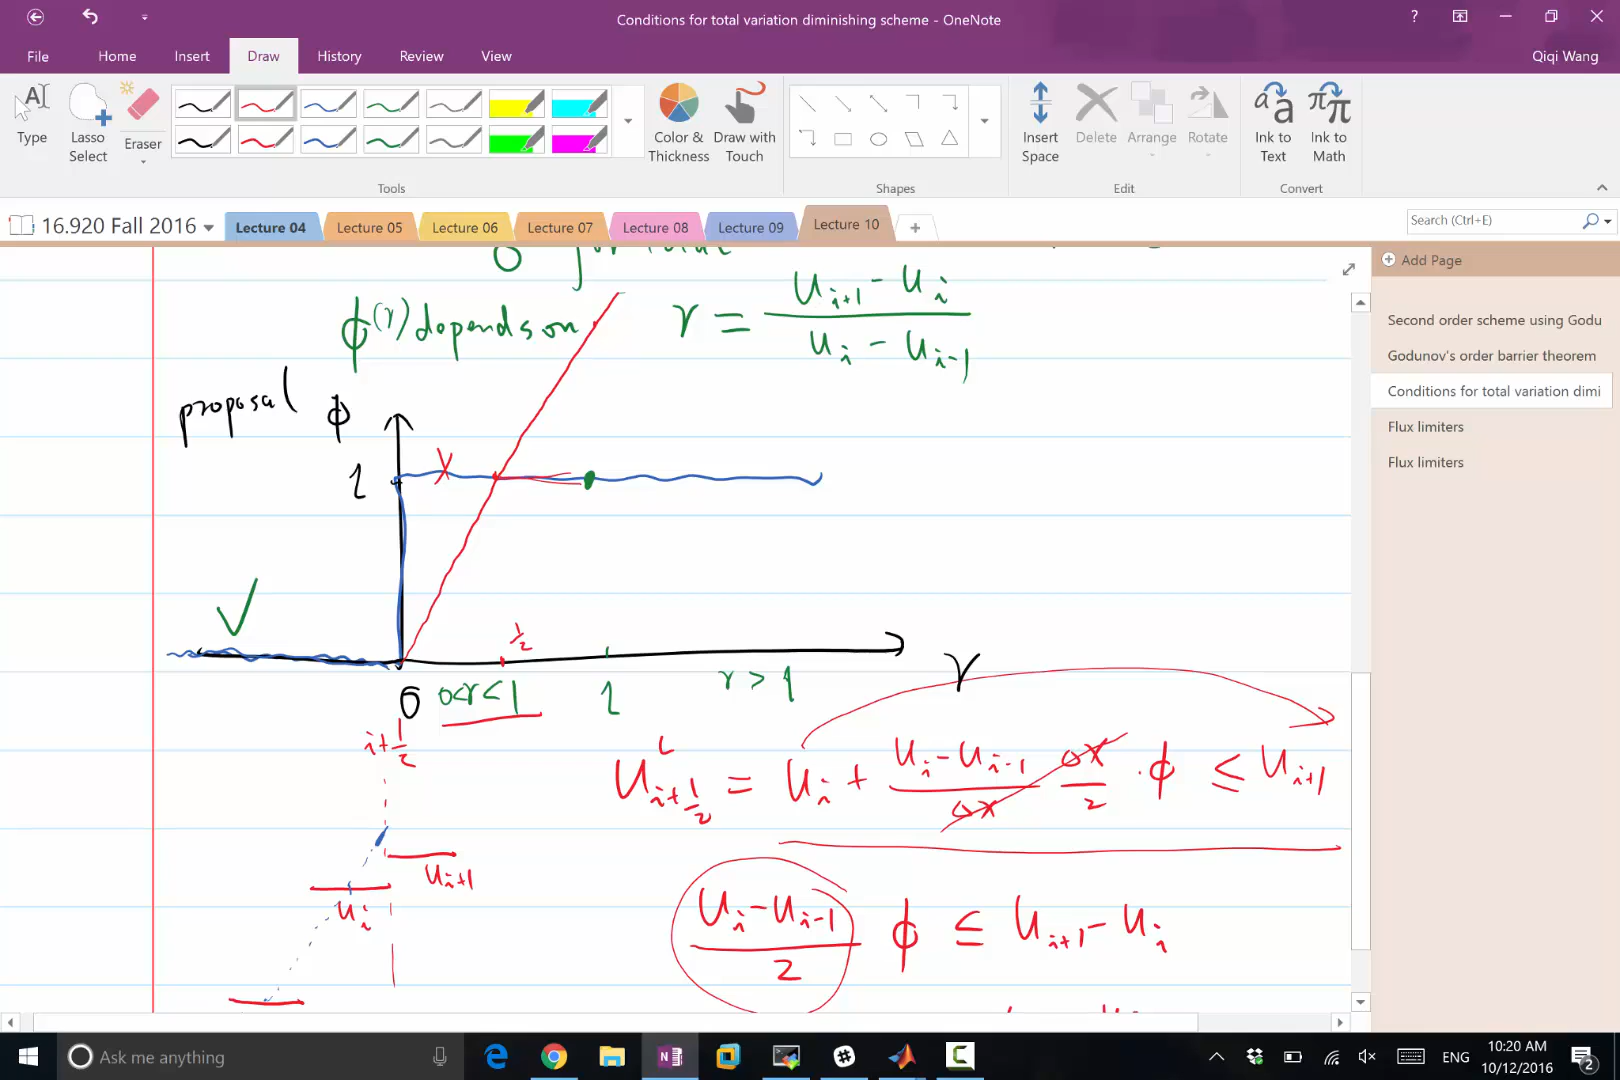 Conditions for total variation diminishing scheme - OneNote
?
File Home Insert Draw History Review View
Qiqi Wang
Type
Lasso Select
Eraser
Color & Thickness
Draw with Touch
Insert Space
Delete
Arrange
Rotate
Ink to Text
Ink to Math
Tools Shapes Edit Convert
16.920 Fall 2016 Lecture 04 Lecture 05 Lecture 06 Lecture 07 Lecture 08 Lecture 09 Lecture 10
Search (Ctrl+E)
Add Page
Second order scheme using Godu
Godunov's order barrier theorem
Conditions for total variation dimi
Flux limiters
Flux limiters
for total
ϕ(r) depends on r = (u_{i+1} - u_i) / (u_i - u_{i-1})
proposal ϕ
1
1/2
0 0<r<1 1 r > 1 r
i+1/2
u^L_{i+1/2} = u_i + (u_i - u_{i-1})/Δx Δx/2 · ϕ ≤ u_{i+1}
u_{i+1}
u_i
(u_i - u_{i-1})/2 ϕ ≤ u_{i+1} - u_i
Ask me anything
ENG
10:20 AM
10/12/2016
2